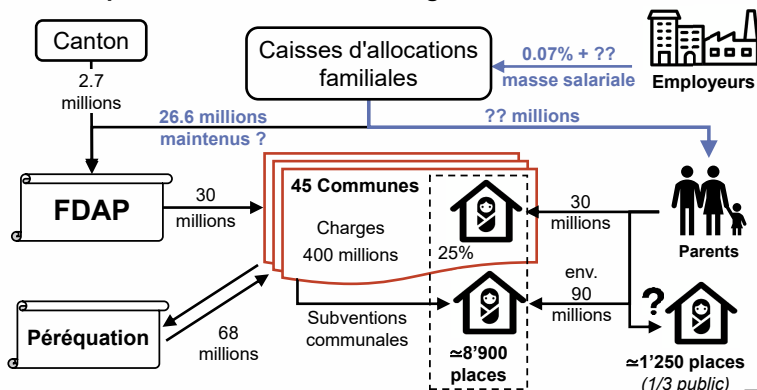 Canton
2.7
millions
Caisses d'allocations
familiales
0.07% + ??
masse salariale
Employeurs
26.6 millions
maintenus ?
?? millions
FDAP
30
millions
45 Communes
Charges
400 millions
25%
30
millions
Parents
env.
90
millions
?
Péréquation
68
millions
Subventions
communales
≃8'900
places
≃1'250 places
(1/3 public)